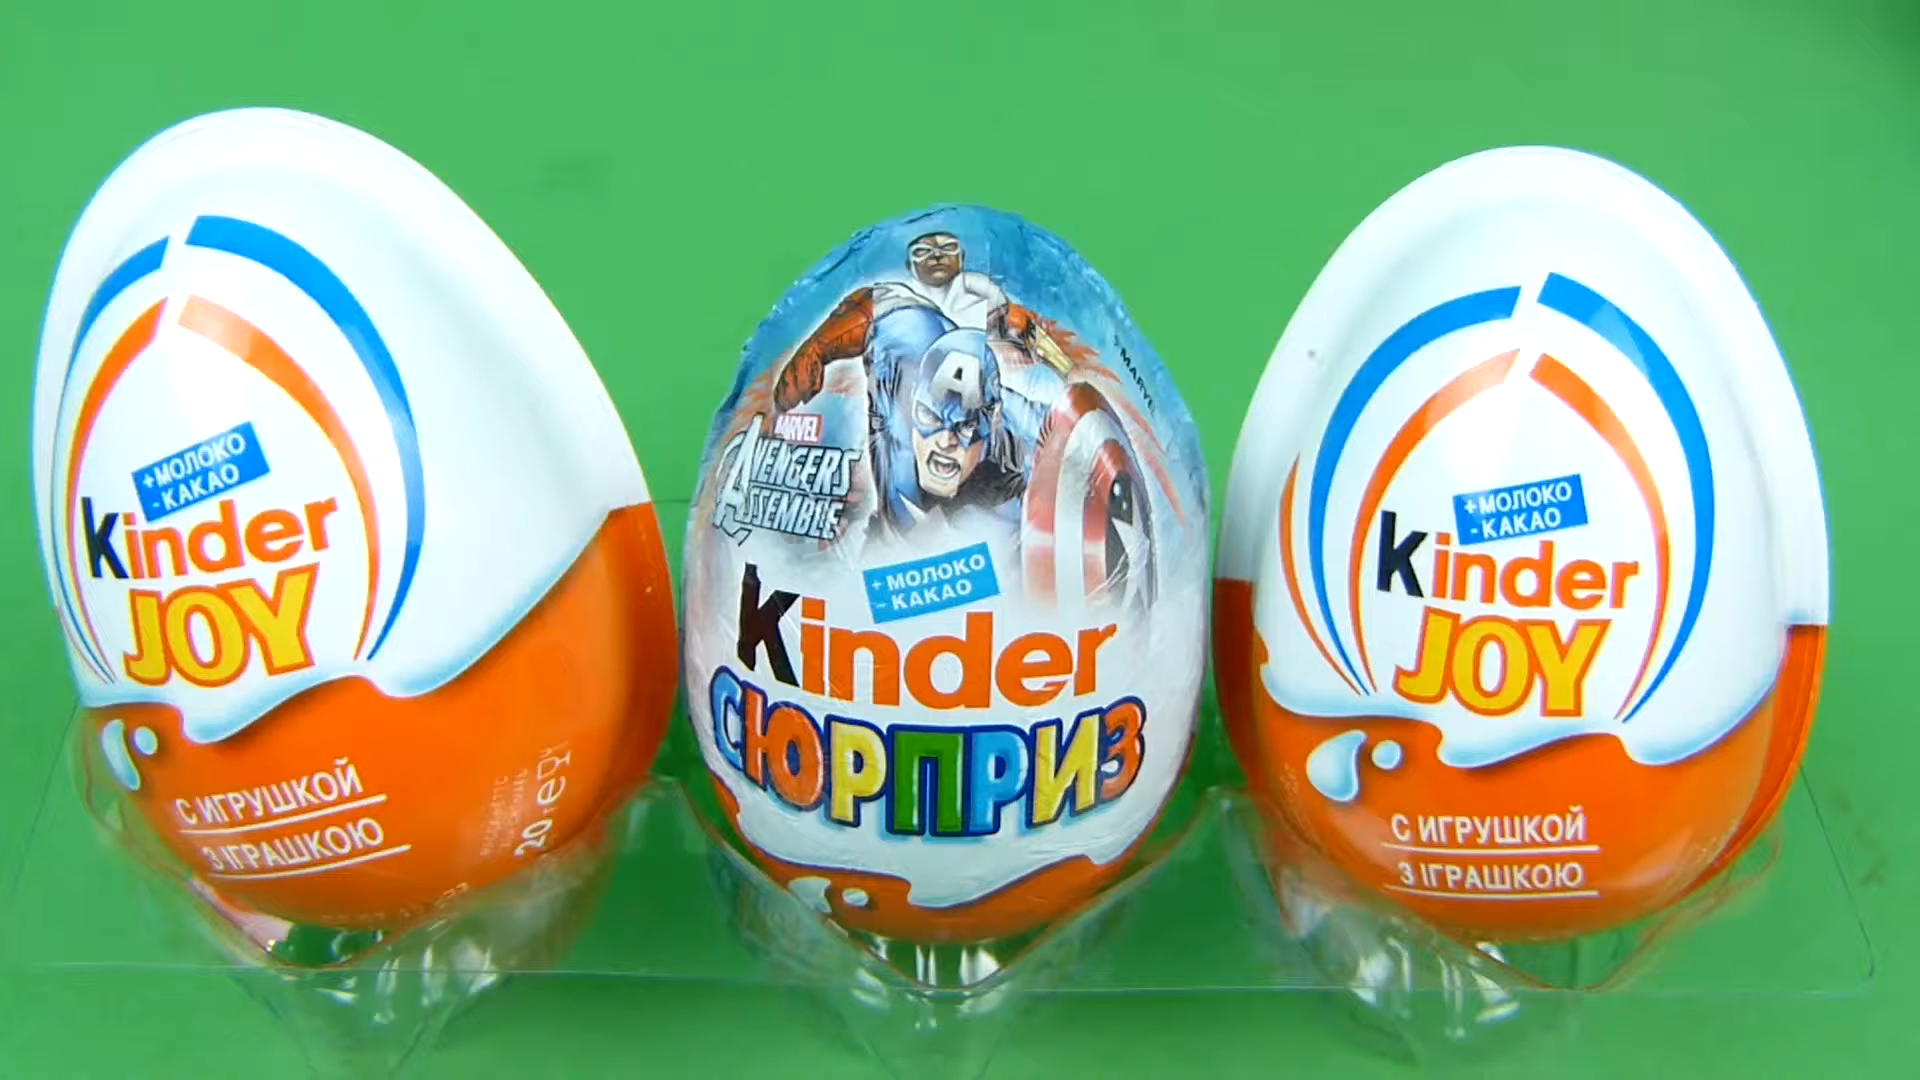 +МОЛОКО
-КАКАО
Kinder
JOY
С ИГРУШКОЙ
З ІГРАШКОЮ
20 г е
MARVEL
MARVEL
AVENGERS
ASSEMBLE
+МОЛОКО
-КАКАО
Kinder
СЮРПРИЗ
A
+МОЛОКО
-КАКАО
Kinder
JOY
С ИГРУШКОЙ
З ІГРАШКОЮ